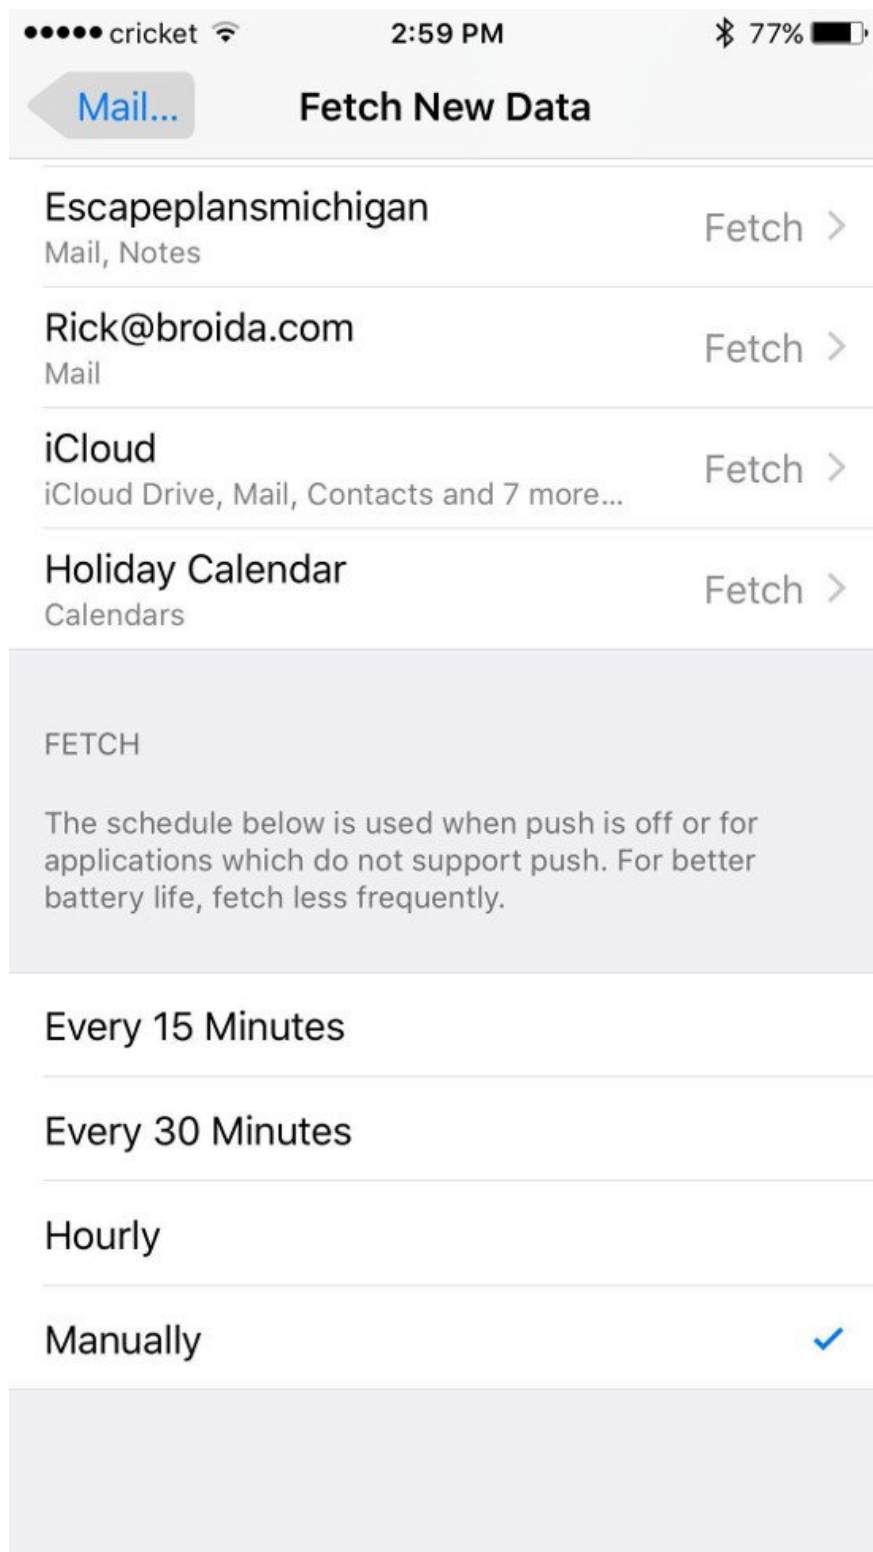 cricket 2:59 PM 77%
Mail... Fetch New Data
Escapeplansmichigan
Mail, Notes
Fetch
Rick@broida.com
Mail
Fetch
iCloud
iCloud Drive, Mail, Contacts and 7 more...
Fetch
Holiday Calendar
Calendars
Fetch
FETCH
The schedule below is used when push is off or for
applications which do not support push. For better
battery life, fetch less frequently.
Every 15 Minutes
Every 30 Minutes
Hourly
Manually